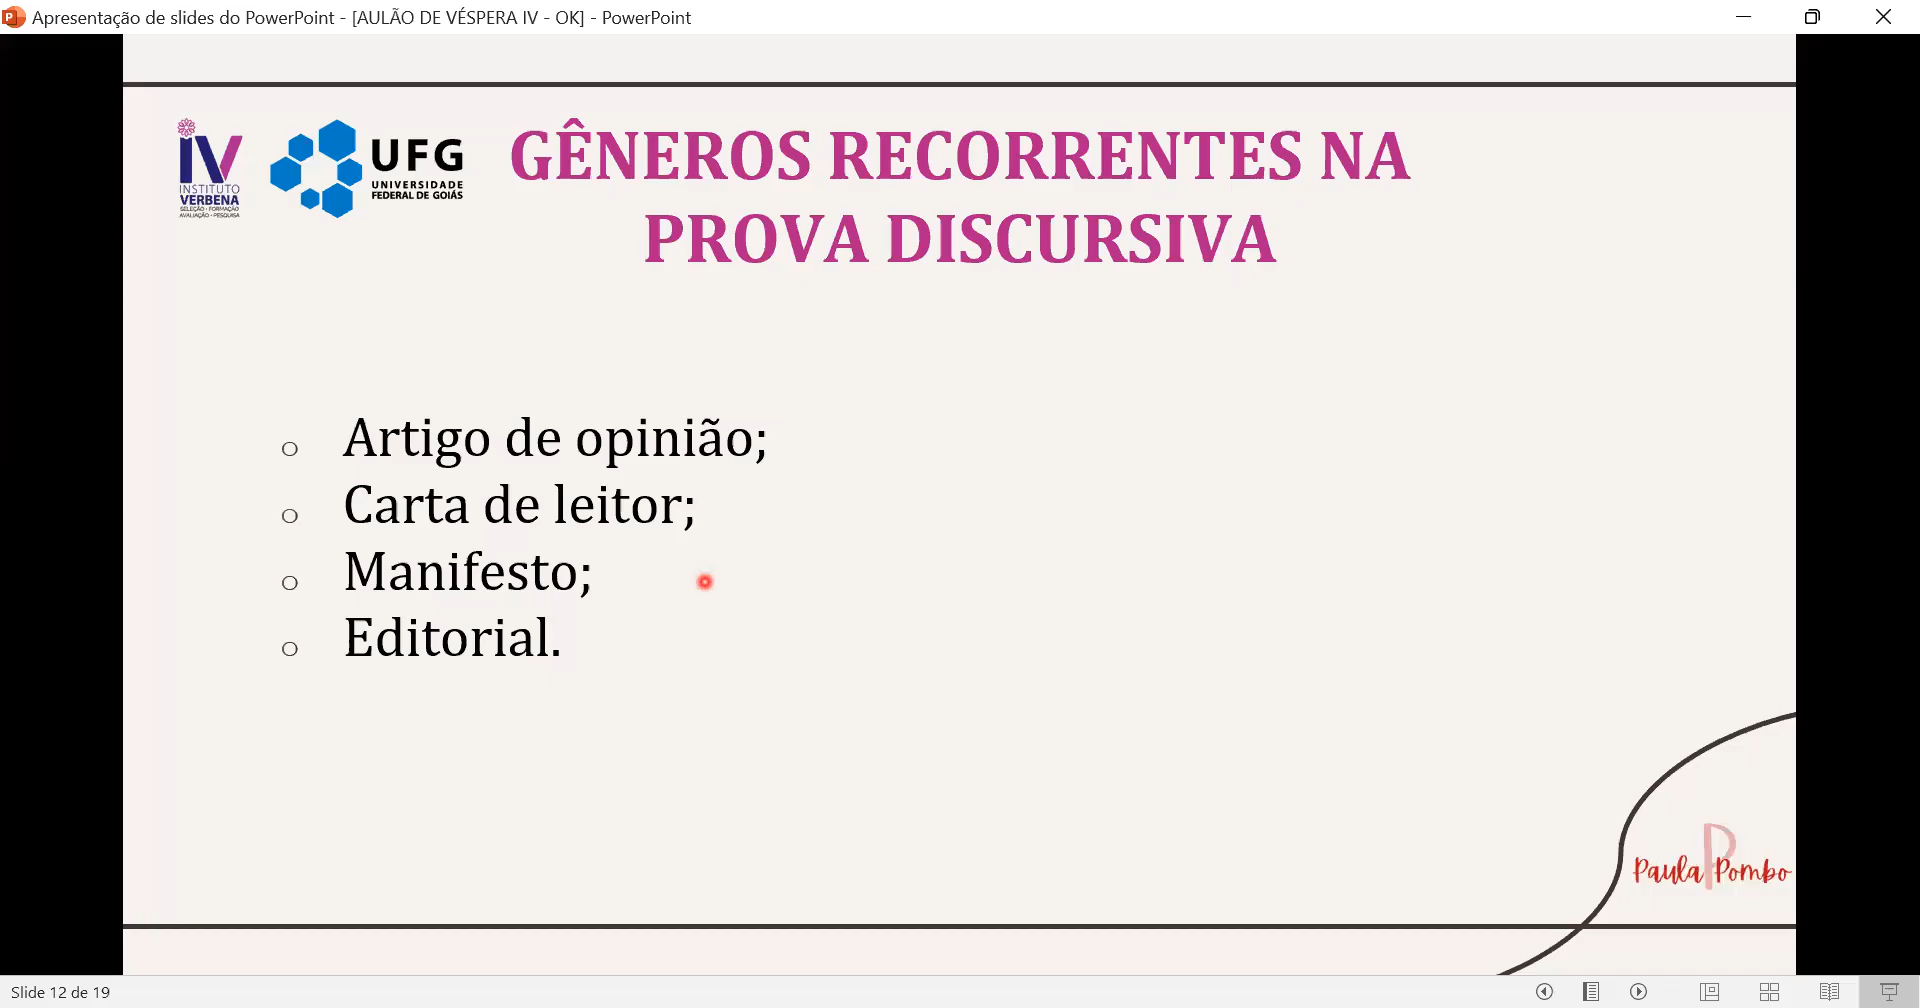 Apresentação de slides do PowerPoint - [AULÃO DE VÉSPERA IV - OK] - PowerPoint
IV
INSTITUTO
VERBENA
SELEÇÃO - FORMAÇÃO
AVALIAÇÃO - PESQUISA
UFG
UNIVERSIDADE
FEDERAL DE GOIÁS
GÊNEROS RECORRENTES NA
PROVA DISCURSIVA
Artigo de opinião;
Carta de leitor;
Manifesto;
Editorial.
P
Paula Pombo
Slide 12 de 19